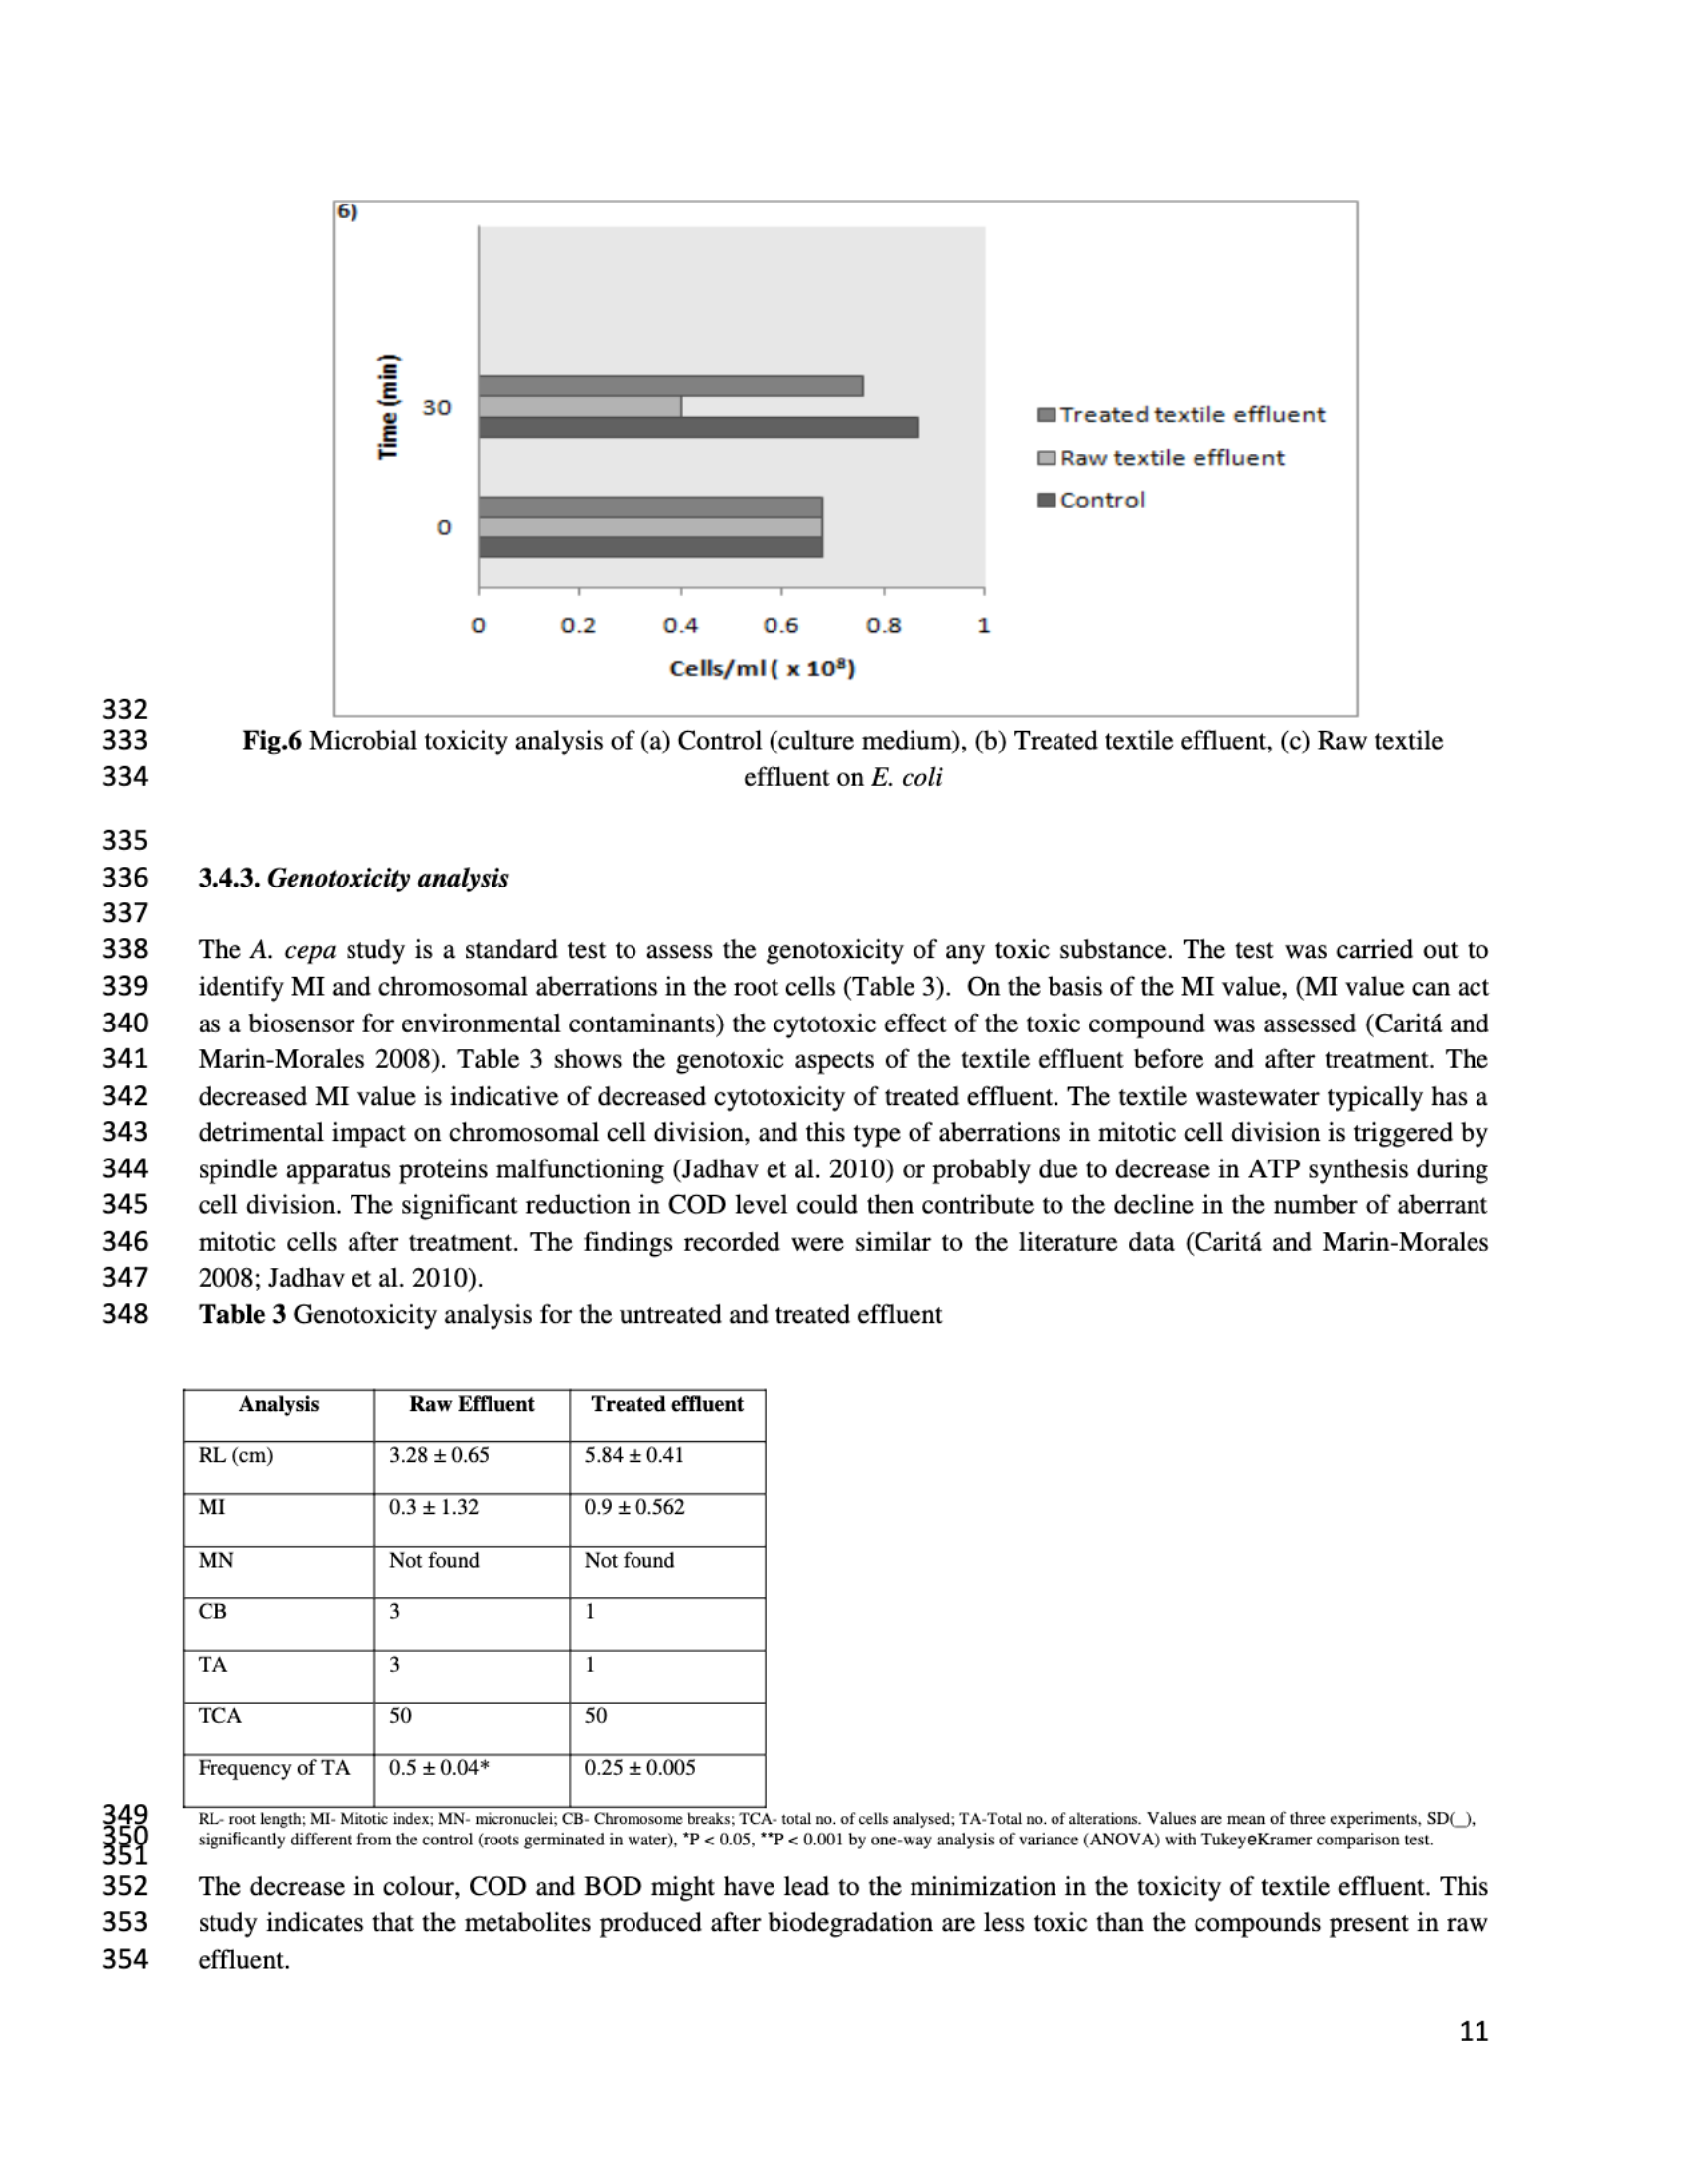 6)
Time (min)
30
0
0 0.2 0.4 0.6 0.8 1
Cells/ml ( x 10⁸)
Treated textile effluent
Raw textile effluent
Control
332
333 Fig.6 Microbial toxicity analysis of (a) Control (culture medium), (b) Treated textile effluent, (c) Raw textile
334 effluent on E. coli
335
336 3.4.3. Genotoxicity analysis
337
338 The A. cepa study is a standard test to assess the genotoxicity of any toxic substance. The test was carried out to
339 identify MI and chromosomal aberrations in the root cells (Table 3). On the basis of the MI value, (MI value can act
340 as a biosensor for environmental contaminants) the cytotoxic effect of the toxic compound was assessed (Caritá and
341 Marin-Morales 2008). Table 3 shows the genotoxic aspects of the textile effluent before and after treatment. The
342 decreased MI value is indicative of decreased cytotoxicity of treated effluent. The textile wastewater typically has a
343 detrimental impact on chromosomal cell division, and this type of aberrations in mitotic cell division is triggered by
344 spindle apparatus proteins malfunctioning (Jadhav et al. 2010) or probably due to decrease in ATP synthesis during
345 cell division. The significant reduction in COD level could then contribute to the decline in the number of aberrant
346 mitotic cells after treatment. The findings recorded were similar to the literature data (Caritá and Marin-Morales
347 2008; Jadhav et al. 2010).
348 Table 3 Genotoxicity analysis for the untreated and treated effluent
Analysis Raw Effluent Treated effluent
RL (cm) 3.28 ± 0.65 5.84 ± 0.41
MI 0.3 ± 1.32 0.9 ± 0.562
MN Not found Not found
CB 3 1
TA 3 1
TCA 50 50
Frequency of TA 0.5 ± 0.04* 0.25 ± 0.005
349 RL- root length; MI- Mitotic index; MN- micronuclei; CB- Chromosome breaks; TCA- total no. of cells analysed; TA-Total no. of alterations. Values are mean of three experiments, SD(_),
350 significantly different from the control (roots germinated in water), *P < 0.05, **P < 0.001 by one-way analysis of variance (ANOVA) with TukeyeKramer comparison test.
351
352 The decrease in colour, COD and BOD might have lead to the minimization in the toxicity of textile effluent. This
353 study indicates that the metabolites produced after biodegradation are less toxic than the compounds present in raw
354 effluent.
11